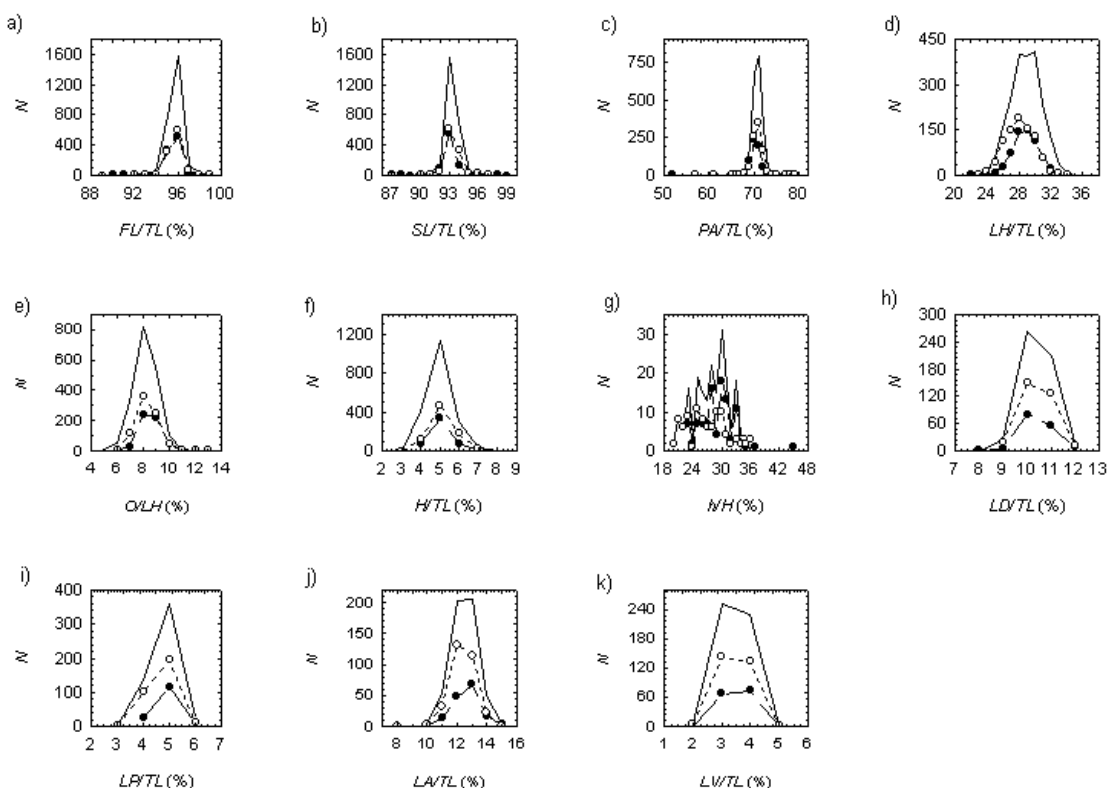 a)
1600
1200
800
400
0
N
88 92 96 100
FL/TL (%)
b)
1600
1200
800
400
0
N
87 90 93 96 99
SL/TL (%)
c)
750
500
250
0
N
50 60 70 80
PA/TL (%)
d)
450
300
150
0
N
20 24 28 32 36
LH/TL (%)
e)
800
600
400
200
0
N
4 6 8 10 12 14
O/LH (%)
f)
1200
800
400
0
N
2 3 4 5 6 7 8 9
H/TL (%)
g)
30
20
10
0
N
18 24 30 36 42 48
h/H (%)
h)
300
240
180
120
60
0
N
7 8 9 10 11 12 13
LD/TL (%)
i)
400
300
200
100
0
N
2 3 4 5 6 7
LP/TL (%)
j)
200
150
100
50
0
N
8 10 12 14 16
LA/TL (%)
k)
240
180
120
60
0
N
1 2 3 4 5 6
LV/TL (%)